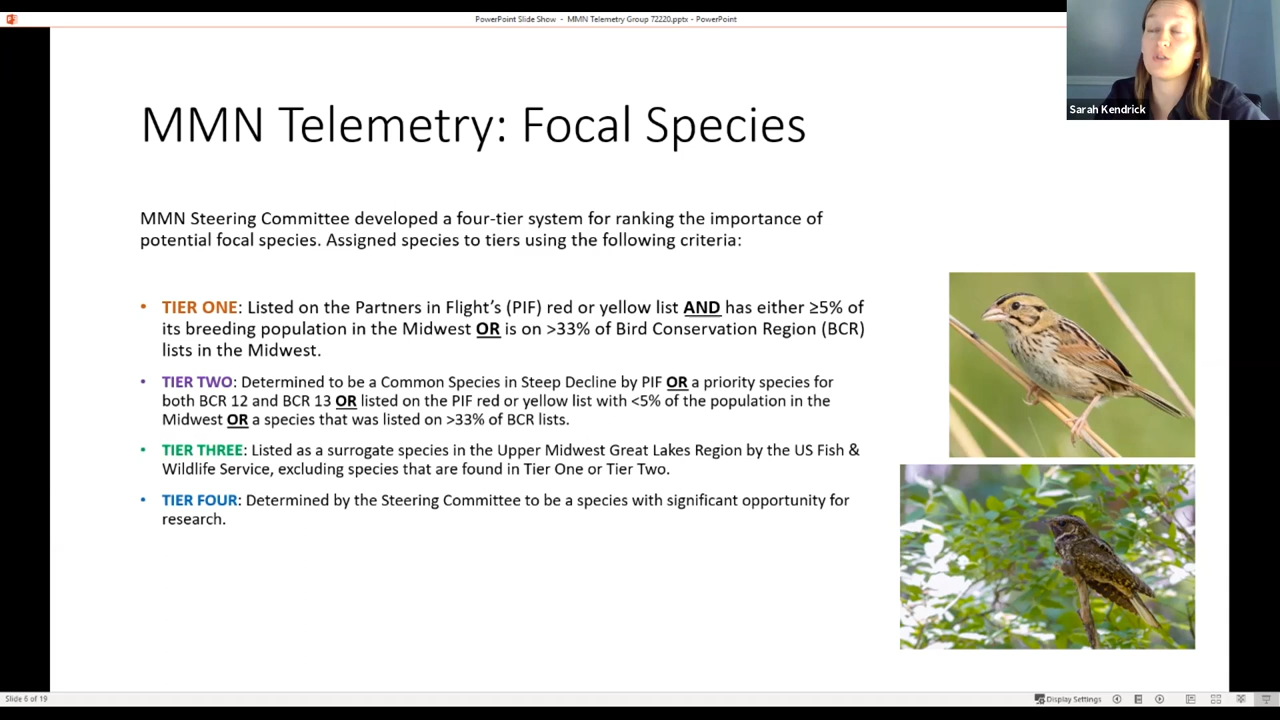 PowerPoint Slide Show - MMN Telemetry Group 72220.pptx - PowerPoint
Sarah Kendrick
MMN Telemetry: Focal Species
MMN Steering Committee developed a four-tier system for ranking the importance of
potential focal species. Assigned species to tiers using the following criteria:
• TIER ONE: Listed on the Partners in Flight’s (PIF) red or yellow list AND has either ≥5% of
its breeding population in the Midwest OR is on >33% of Bird Conservation Region (BCR)
lists in the Midwest.
• TIER TWO: Determined to be a Common Species in Steep Decline by PIF OR a priority species for
both BCR 12 and BCR 13 OR listed on the PIF red or yellow list with <5% of the population in the
Midwest OR a species that was listed on >33% of BCR lists.
• TIER THREE: Listed as a surrogate species in the Upper Midwest Great Lakes Region by the US Fish &
Wildlife Service, excluding species that are found in Tier One or Tier Two.
• TIER FOUR: Determined by the Steering Committee to be a species with significant opportunity for
research.
Slide 6 of 19
Display Settings